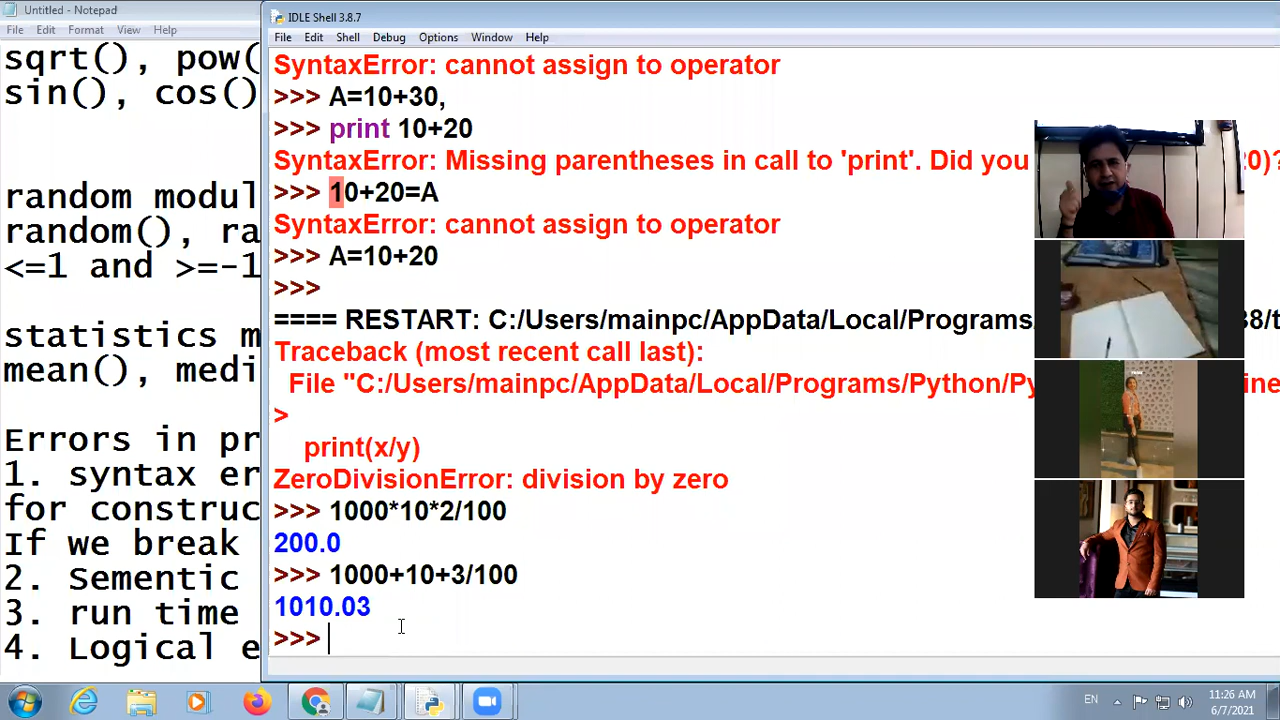 Untitled - Notepad
File Edit Format View Help
sqrt(), pow(
sin(), cos()
random modul
random(), ra
<=1 and >=-1
statistics m
mean(), medi
Errors in pr
1. syntax er
for construc
If we break
2. Sementic
3. run time
4. Logical e
IDLE Shell 3.8.7
File Edit Shell Debug Options Window Help
SyntaxError: cannot assign to operator
>>> A=10+30,
>>> print 10+20
SyntaxError: Missing parentheses in call to 'print'. Did you 0)?
>>> 10+20=A
SyntaxError: cannot assign to operator
>>> A=10+20
>>>
==== RESTART: C:/Users/mainpc/AppData/Local/Programs 38/t
Traceback (most recent call last):
File "C:/Users/mainpc/AppData/Local/Programs/Python/Py ine
>
print(x/y)
ZeroDivisionError: division by zero
>>> 1000*10*2/100
200.0
>>> 1000+10+3/100
1010.03
>>>
EN
11:26 AM
6/7/2021